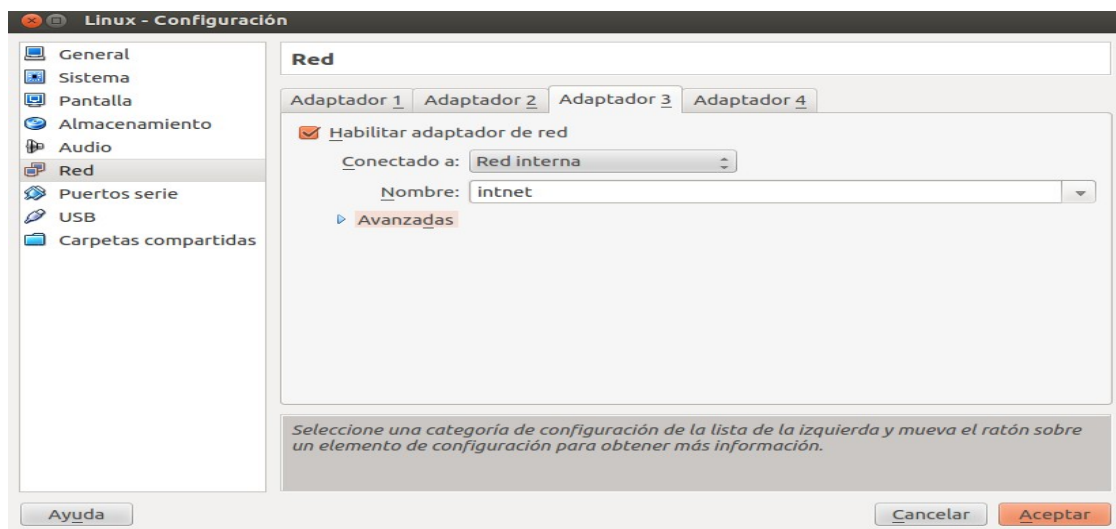 Linux - Configuración
General
Sistema
Pantalla
Almacenamiento
Audio
Red
Puertos serie
USB
Carpetas compartidas
Red
Adaptador 1 Adaptador 2 Adaptador 3 Adaptador 4
Habilitar adaptador de red
Conectado a: Red interna
Nombre: intnet
Avanzadas
Seleccione una categoría de configuración de la lista de la izquierda y mueva el ratón sobre
un elemento de configuración para obtener más información.
Ayuda Cancelar Aceptar